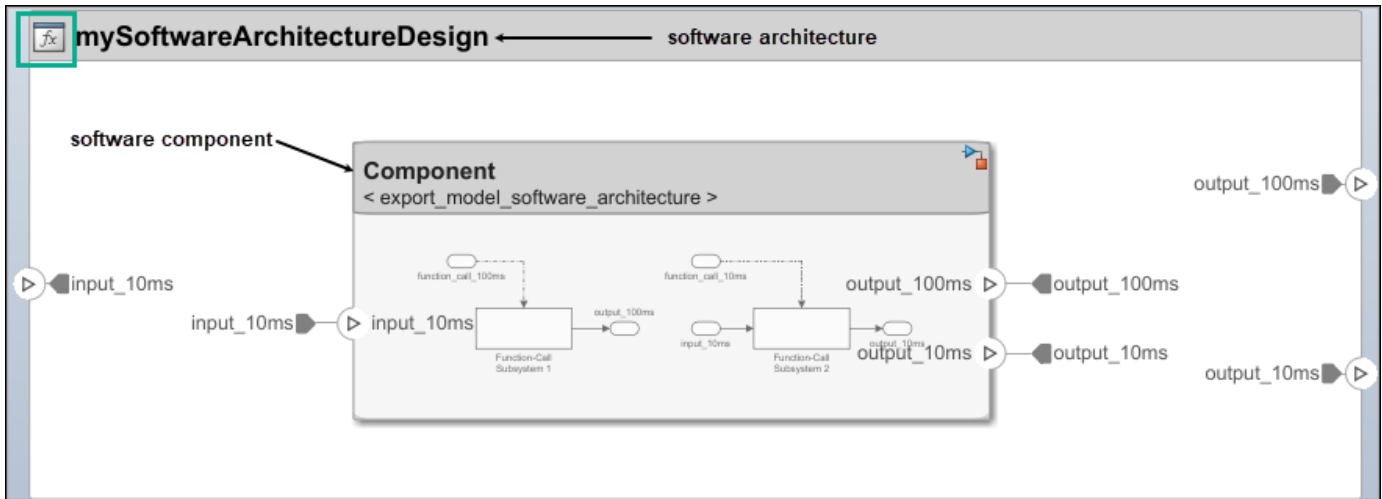 fx mySoftwareArchitectureDesign software architecture
software component
Component
< export_model_software_architecture >
output_100ms
function_call_100ms
function_call_10ms
input_10ms
output_100ms
output_100ms
output_100ms
input_10ms
input_10ms
input_10ms
output_10ms
output_10ms
output_10ms
output_10ms
Function-Call
Subsystem 1
Function-Call
Subsystem 2